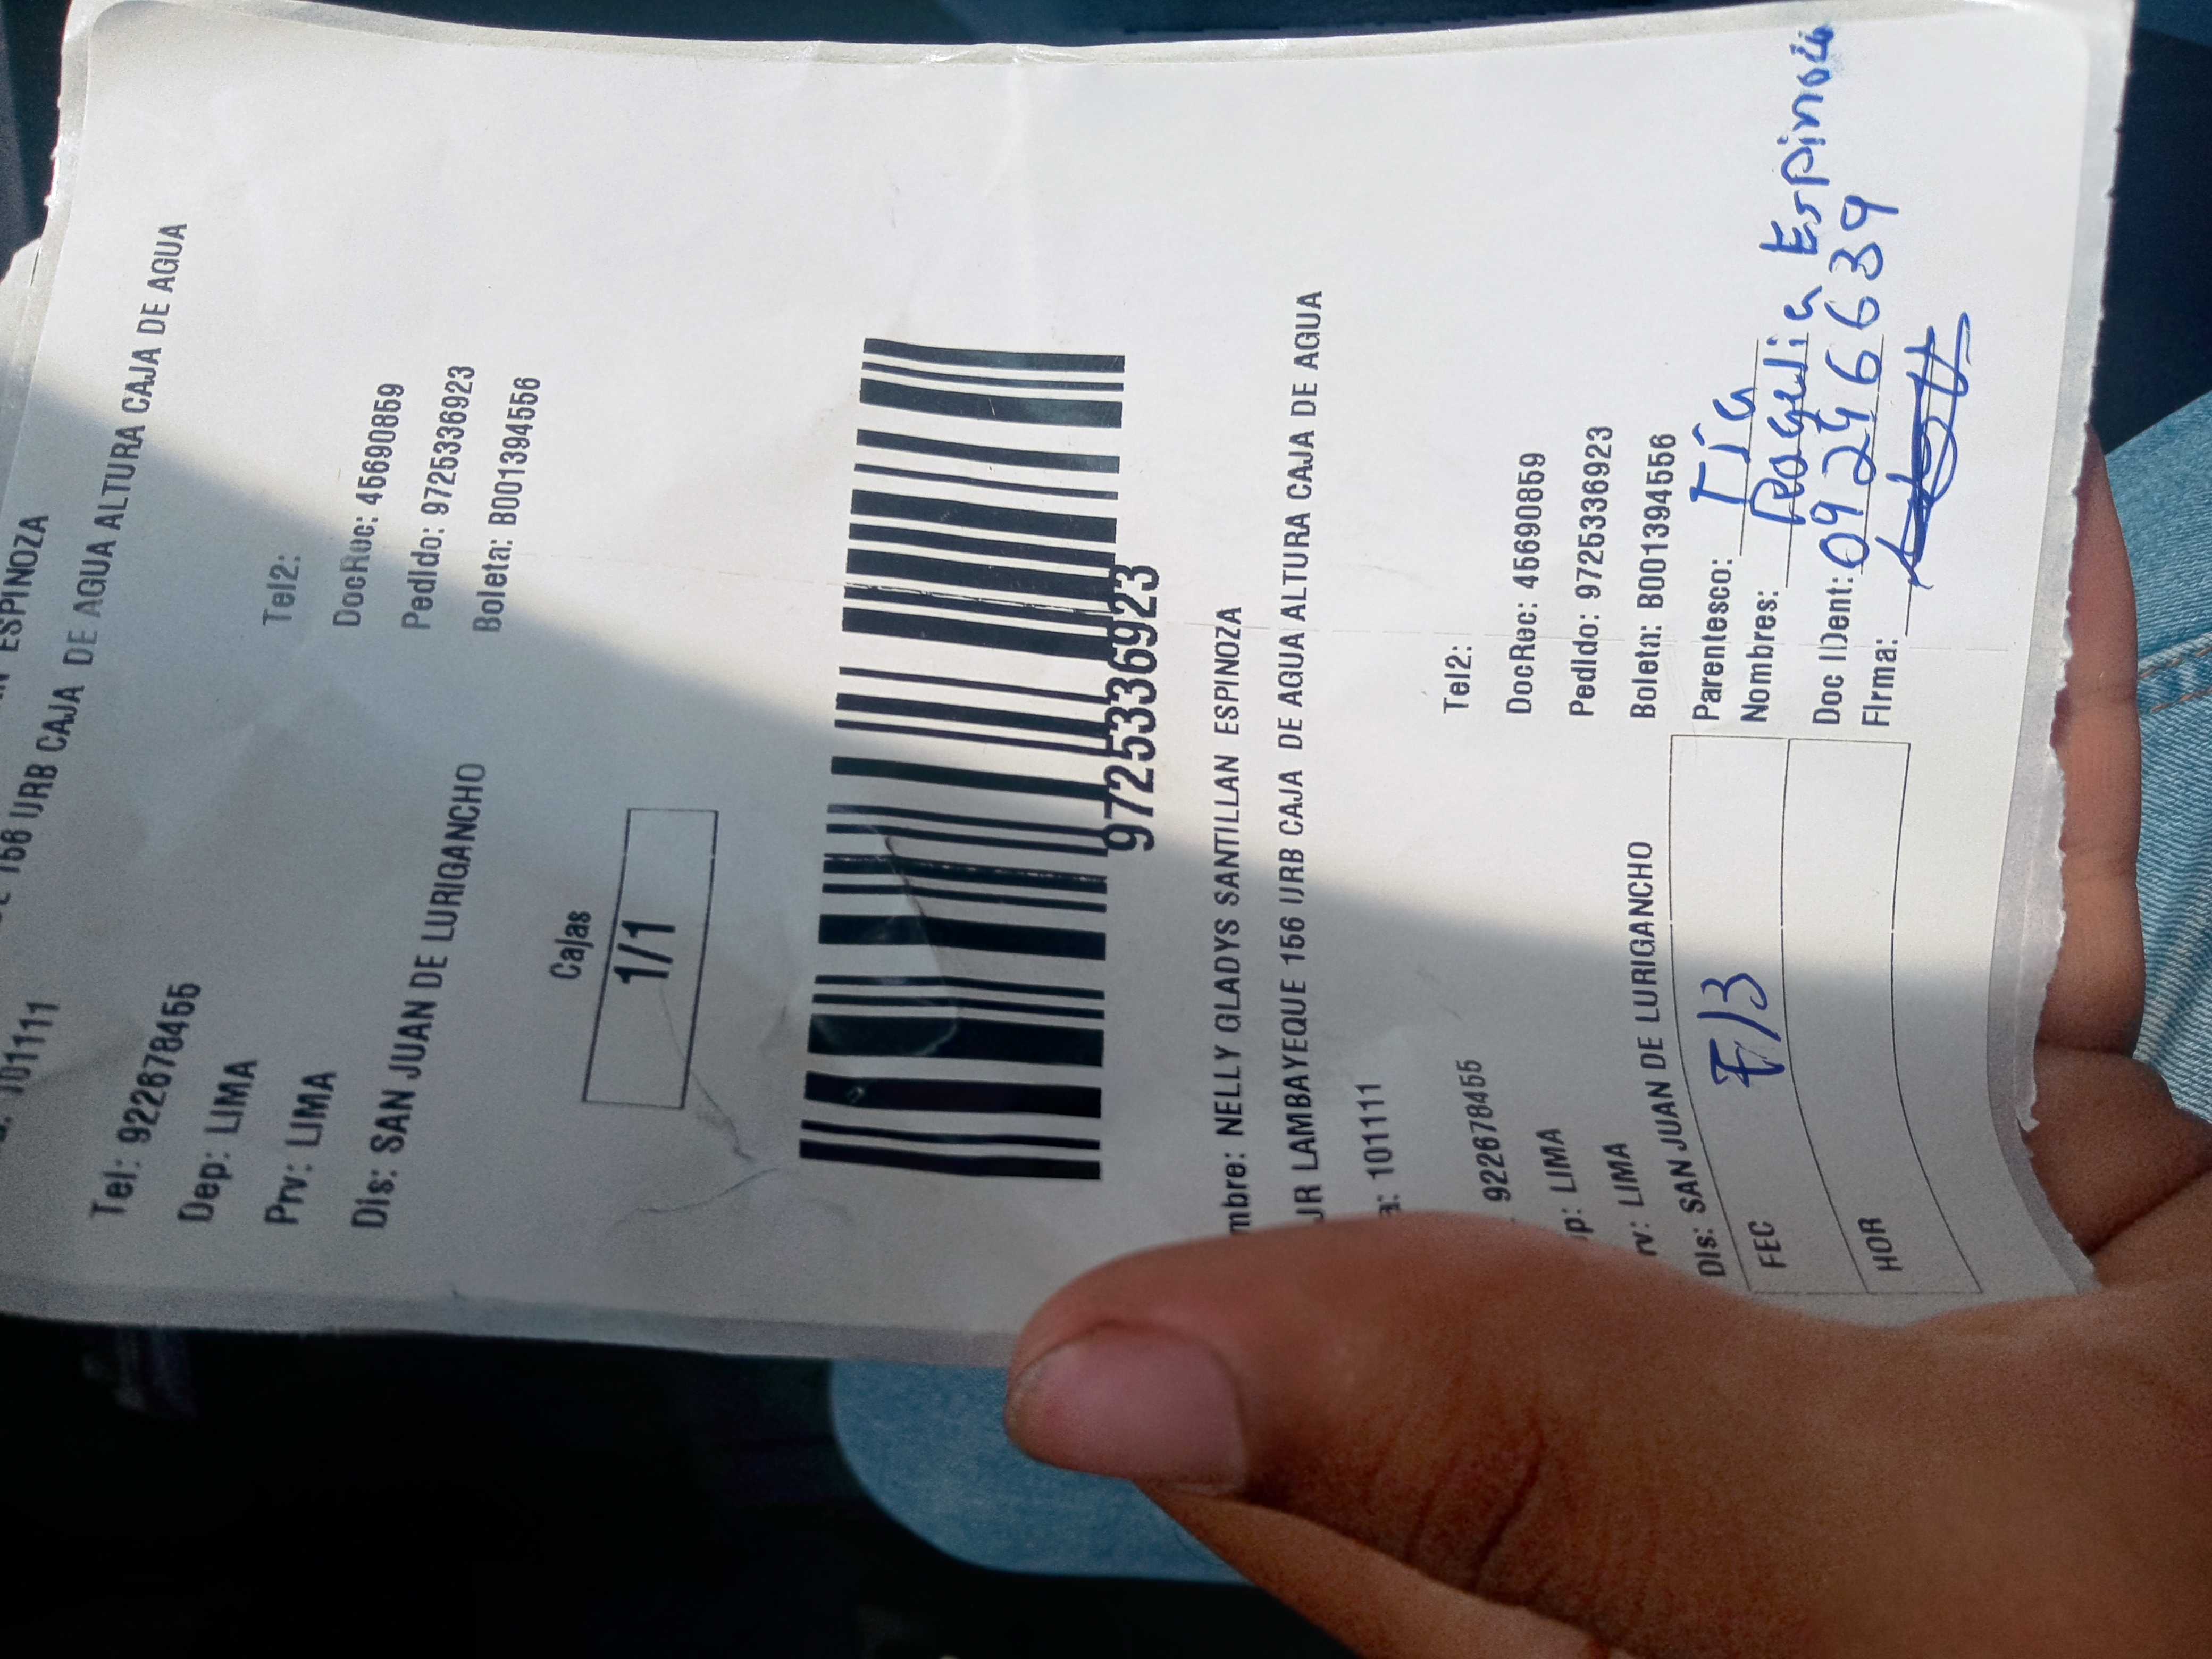 ESPINOZA
156 URB CAJA DE AGUA ALTURA CAJA DE AGUA
101111
Tel: 922678455
Tel2:
Dep: LIMA
DocRec: 45690859
Prv: LIMA
Pedido: 9725336923
Dis: SAN JUAN DE LURIGANCHO
Boleta: B001394556
Cajas
1/1
9725336923
mbre: NELLY GLADYS SANTILLAN ESPINOZA
JR LAMBAYEQUE 156 URB CAJA DE AGUA ALTURA CAJA DE AGUA
a: 101111
922678455
Tel2:
p: LIMA
DocRec: 45690859
rv: LIMA
Pedido: 9725336923
Dis: SAN JUAN DE LURIGANCHO
Boleta: B001394556
FEC
Parentesco: Tía
Nombres: Espinoza
HOR
Doc IDent: 09246639
Firma: